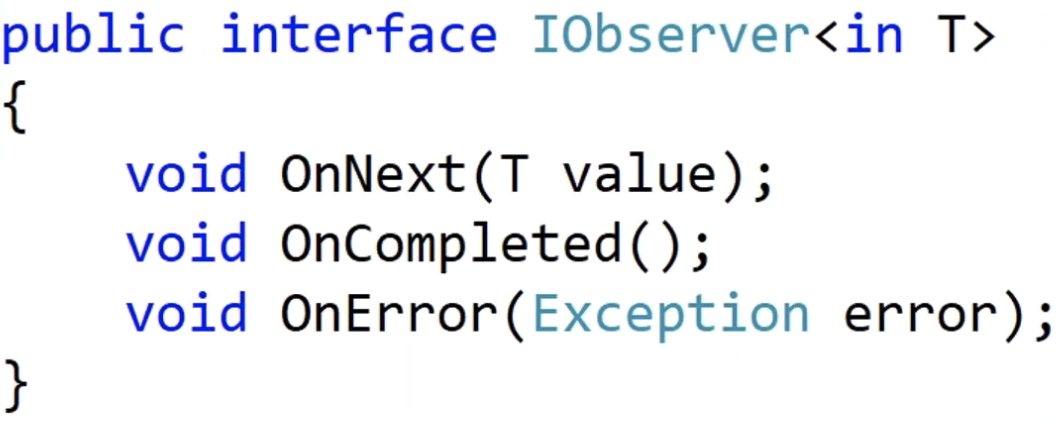 public interface IObserver<in T>
{
    void OnNext(T value);
    void OnCompleted();
    void OnError(Exception error);
}